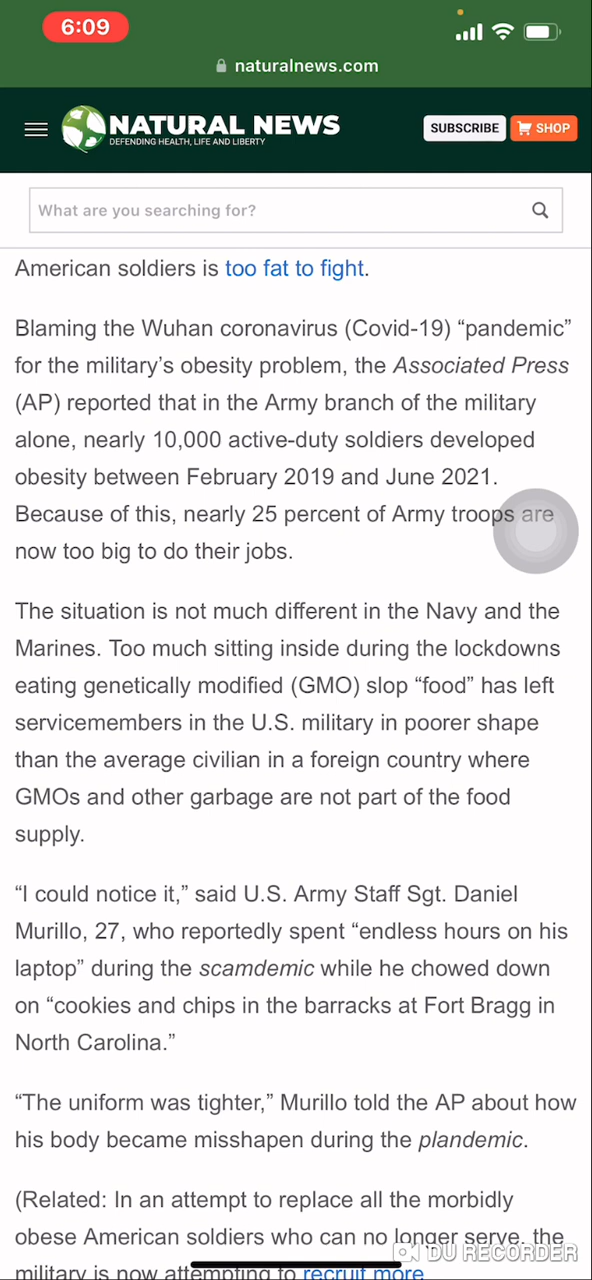 6:09
naturalnews.com
NATURAL NEWS
DEFENDING HEALTH, LIFE AND LIBERTY
SUBSCRIBE
SHOP
What are you searching for?
American soldiers is too fat to fight.
Blaming the Wuhan coronavirus (Covid-19) “pandemic”
for the military’s obesity problem, the Associated Press
(AP) reported that in the Army branch of the military
alone, nearly 10,000 active-duty soldiers developed
obesity between February 2019 and June 2021.
Because of this, nearly 25 percent of Army troops are
now too big to do their jobs.
The situation is not much different in the Navy and the
Marines. Too much sitting inside during the lockdowns
eating genetically modified (GMO) slop “food” has left
servicemembers in the U.S. military in poorer shape
than the average civilian in a foreign country where
GMOs and other garbage are not part of the food
supply.
“I could notice it,” said U.S. Army Staff Sgt. Daniel
Murillo, 27, who reportedly spent “endless hours on his
laptop” during the scamdemic while he chowed down
on “cookies and chips in the barracks at Fort Bragg in
North Carolina.”
“The uniform was tighter,” Murillo told the AP about how
his body became misshapen during the plandemic.
(Related: In an attempt to replace all the morbidly
obese American soldiers who can no longer serve, the
military is now attempting to recruit more
DU RECORDER